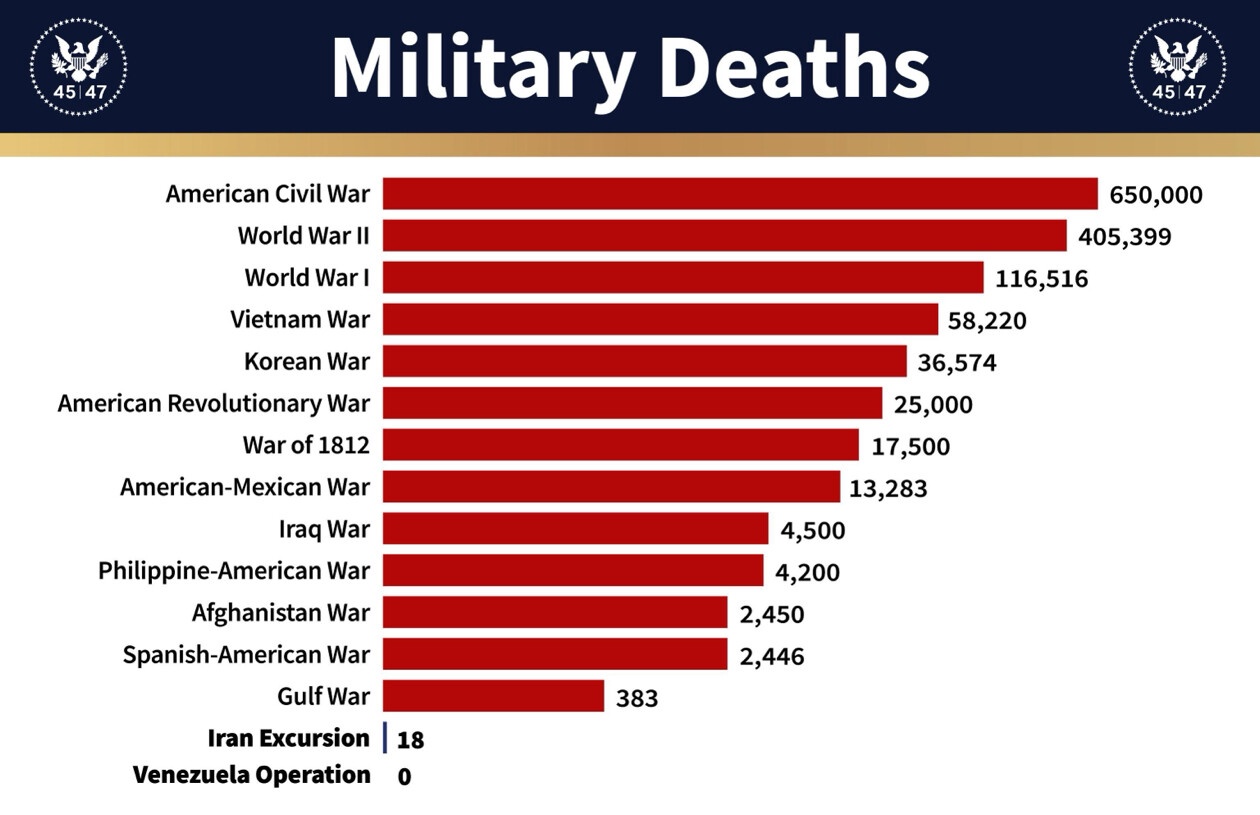 Military Deaths
45 | 47
45 | 47
American Civil War 650,000
World War II 405,399
World War I 116,516
Vietnam War 58,220
Korean War 36,574
American Revolutionary War 25,000
War of 1812 17,500
American-Mexican War 13,283
Iraq War 4,500
Philippine-American War 4,200
Afghanistan War 2,450
Spanish-American War 2,446
Gulf War 383
Iran Excursion 18
Venezuela Operation 0